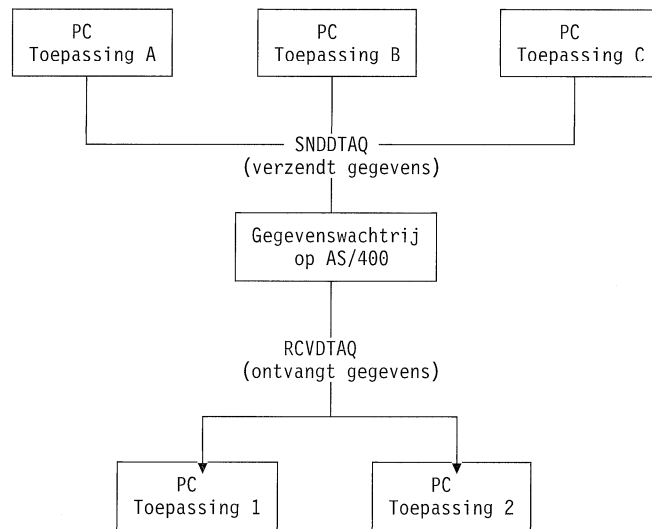 PC
Toepassing A
PC
Toepassing B
PC
Toepassing C
SNDDTAQ
(verzendt gegevens)
Gegevenswachtrij
op AS/400
RCVDTAQ
(ontvangt gegevens)
PC
Toepassing 1
PC
Toepassing 2